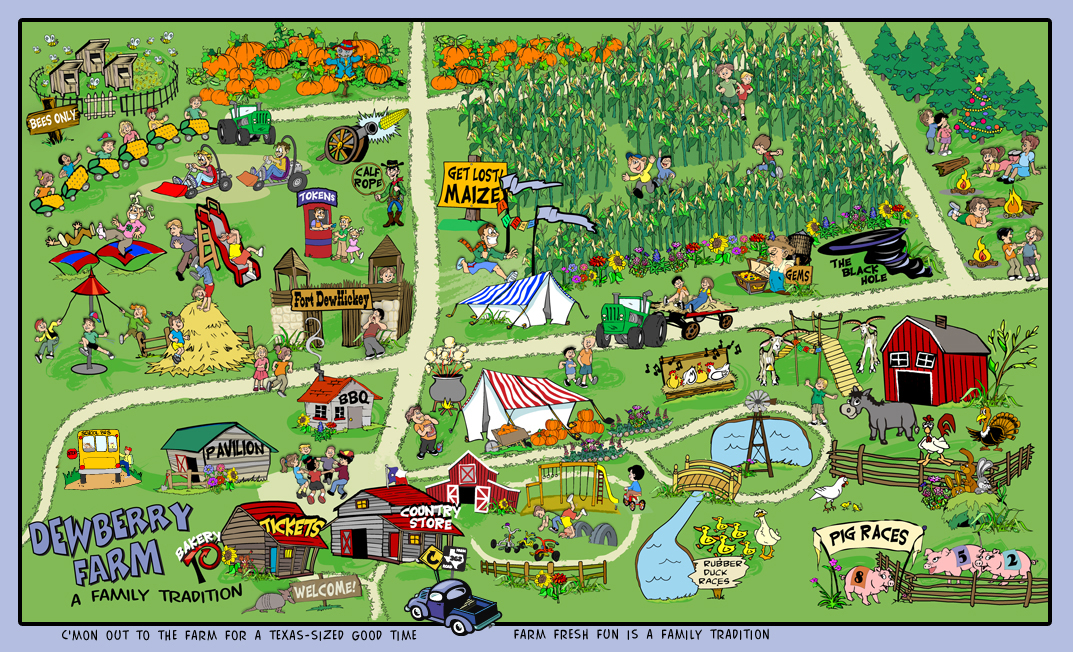 BEES ONLY
CALF
ROPE
TOKENS
GET LOST!
MAIZE
Fort DewHickey
GEMS
THE
BLACK
HOLE
BBQ
SCHOOL BUS
PAVILION
DEWBERRY
FARM
A FAMILY TRADITION
BAKERY
TICKETS
COUNTRY
STORE
WELCOME!
RUBBER
DUCK
RACES
PIG RACES
8
5
2
C'MON OUT TO THE FARM FOR A TEXAS-SIZED GOOD TIME
FARM FRESH FUN IS A FAMILY TRADITION